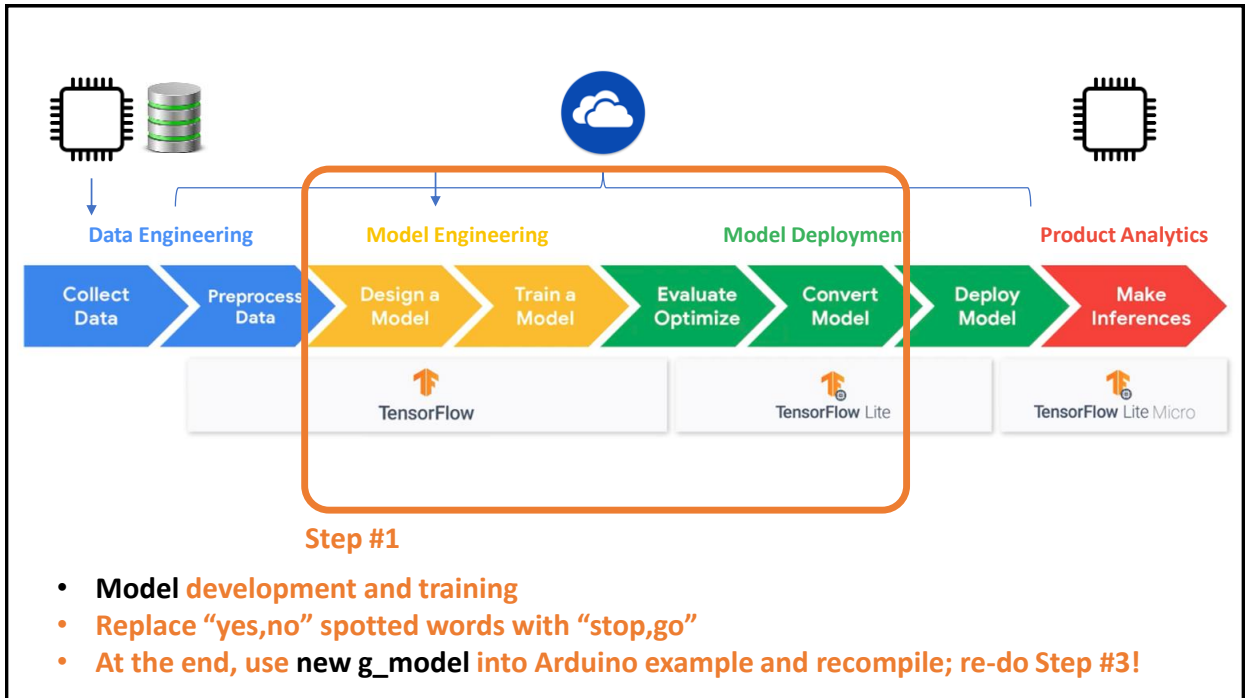 Data Engineering
Model Engineering
Model Deployment
Product Analytics
Collect
Data
Preprocess
Data
Design a
Model
Train a
Model
Evaluate
Optimize
Convert
Model
Deploy
Model
Make
Inferences
TensorFlow
TensorFlow Lite
TensorFlow Lite Micro
Step #1
• Model development and training
• Replace “yes,no” spotted words with “stop,go”
• At the end, use new g_model into Arduino example and recompile; re-do Step #3!